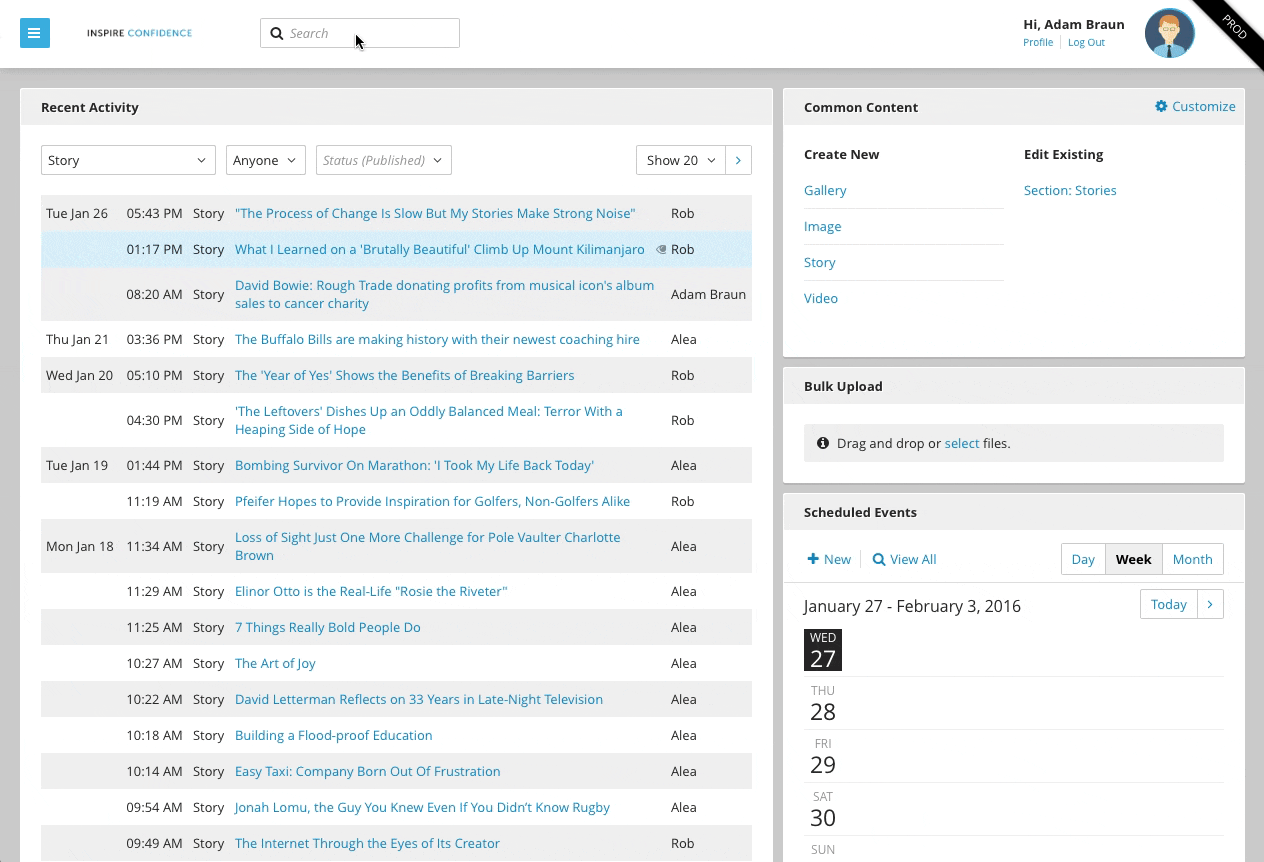 INSPIRE CONFIDENCE
Search
Hi, Adam Braun
Profile
Log Out
PROD
Recent Activity
Story
Anyone
Status (Published)
Show 20
Tue Jan 26 05:43 PM Story "The Process of Change Is Slow But My Stories Make Strong Noise" Rob
01:17 PM Story What I Learned on a 'Brutally Beautiful' Climb Up Mount Kilimanjaro Rob
08:20 AM Story David Bowie: Rough Trade donating profits from musical icon's album
sales to cancer charity Adam Braun
Thu Jan 21 03:36 PM Story The Buffalo Bills are making history with their newest coaching hire Alea
Wed Jan 20 05:10 PM Story The 'Year of Yes' Shows the Benefits of Breaking Barriers Rob
04:30 PM Story 'The Leftovers' Dishes Up an Oddly Balanced Meal: Terror With a
Heaping Side of Hope Rob
Tue Jan 19 01:44 PM Story Bombing Survivor On Marathon: 'I Took My Life Back Today' Alea
11:19 AM Story Pfeifer Hopes to Provide Inspiration for Golfers, Non-Golfers Alike Rob
Mon Jan 18 11:34 AM Story Loss of Sight Just One More Challenge for Pole Vaulter Charlotte
Brown Alea
11:29 AM Story Elinor Otto is the Real-Life "Rosie the Riveter" Alea
11:25 AM Story 7 Things Really Bold People Do Alea
10:27 AM Story The Art of Joy Alea
10:22 AM Story David Letterman Reflects on 33 Years in Late-Night Television Alea
10:18 AM Story Building a Flood-proof Education Alea
10:14 AM Story Easy Taxi: Company Born Out Of Frustration Alea
09:54 AM Story Jonah Lomu, the Guy You Knew Even If You Didn’t Know Rugby Alea
09:49 AM Story The Internet Through the Eyes of Its Creator Rob
Common Content
Customize
Create New
Gallery
Image
Story
Video
Edit Existing
Section: Stories
Bulk Upload
Drag and drop or select files.
Scheduled Events
New
View All
Day
Week
Month
January 27 - February 3, 2016
Today
WED
27
THU
28
FRI
29
SAT
30
SUN